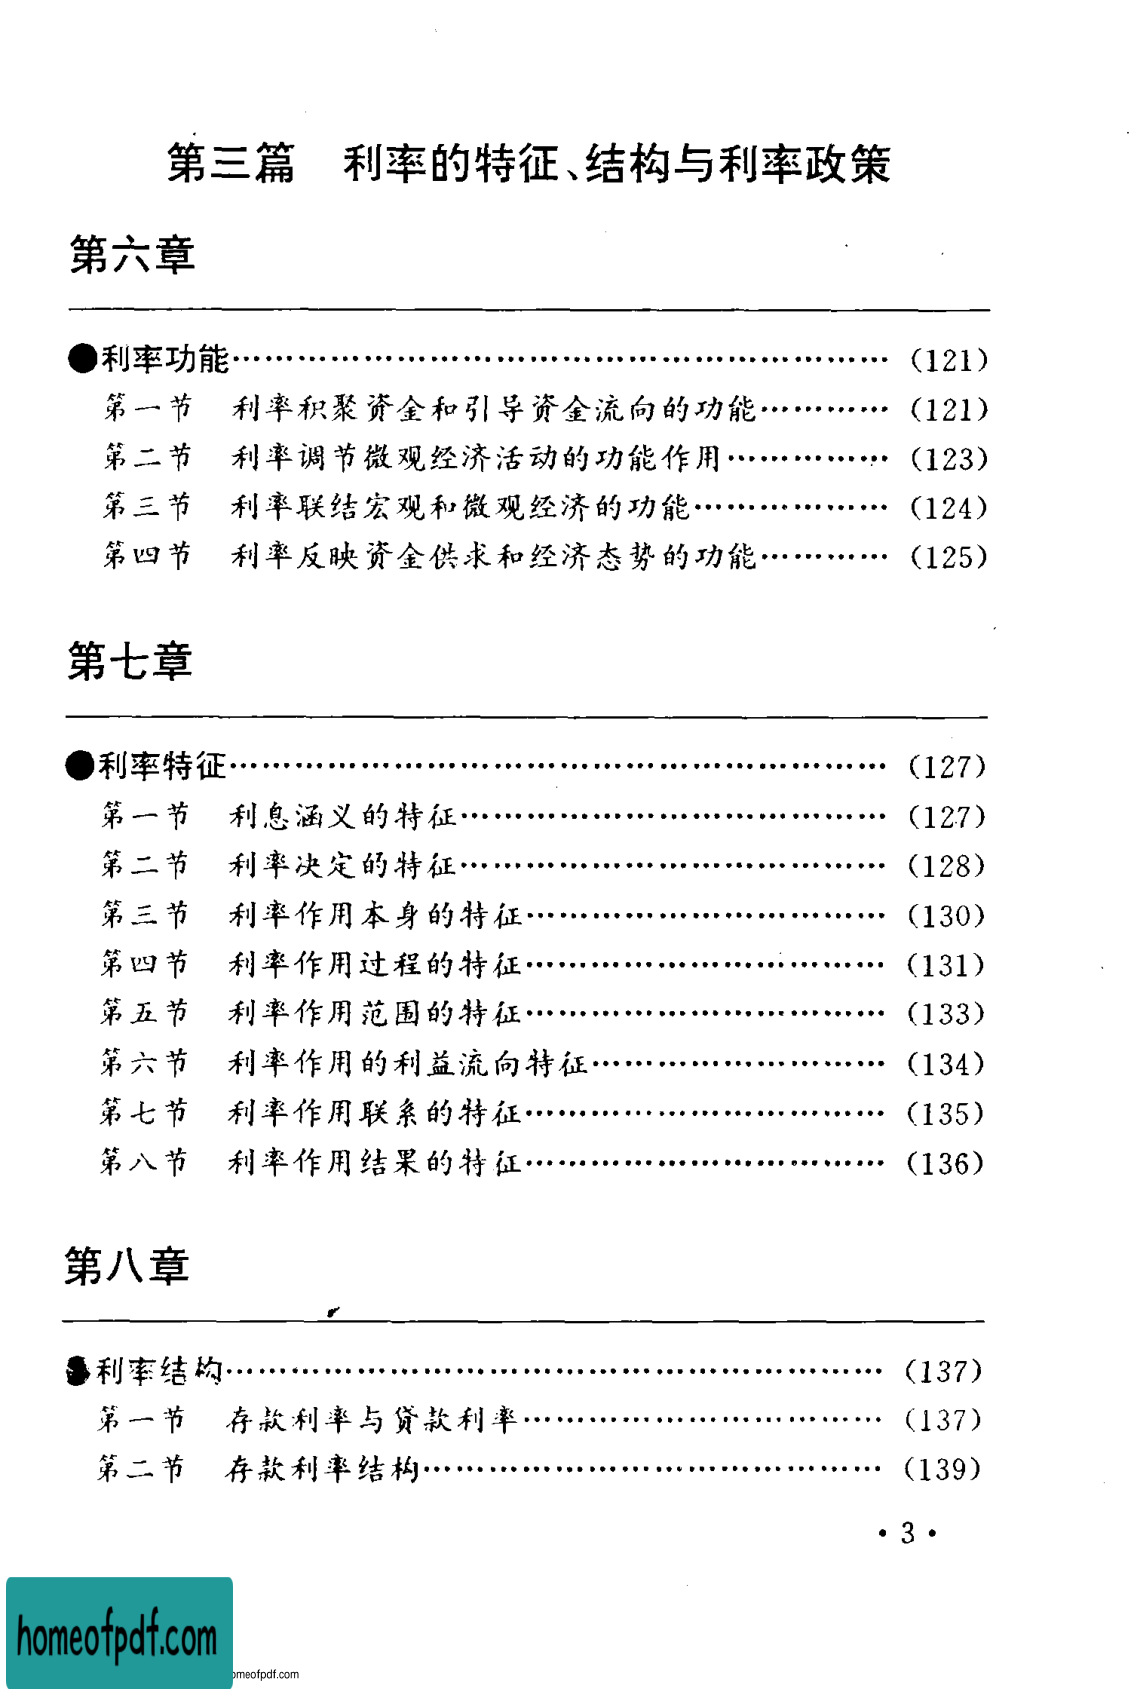 第三篇 利率的特征、结构与利率政策
第六章
●利率功能…………………………………………………… (121)
第一节 利率积聚资金和引导资金流向的功能………… (121)
第二节 利率调节微观经济活动的功能作用…………… (123)
第三节 利率联结宏观和微观经济的功能……………… (124)
第四节 利率反映资金供求和经济态势的功能………… (125)
第七章
●利率特征…………………………………………………… (127)
第一节 利息涵义的特征………………………………… (127)
第二节 利率决定的特征………………………………… (128)
第三节 利率作用本身的特征…………………………… (130)
第四节 利率作用过程的特征…………………………… (131)
第五节 利率作用范围的特征…………………………… (133)
第六节 利率作用的利益流向特征……………………… (134)
第七节 利率作用联系的特征…………………………… (135)
第八节 利率作用结果的特征…………………………… (136)
第八章
●利率结构…………………………………………………… (137)
第一节 存款利率与贷款利率…………………………… (137)
第二节 存款利率结构…………………………………… (139)
· 3 ·
homeofpdf.com
omeofpdf.com